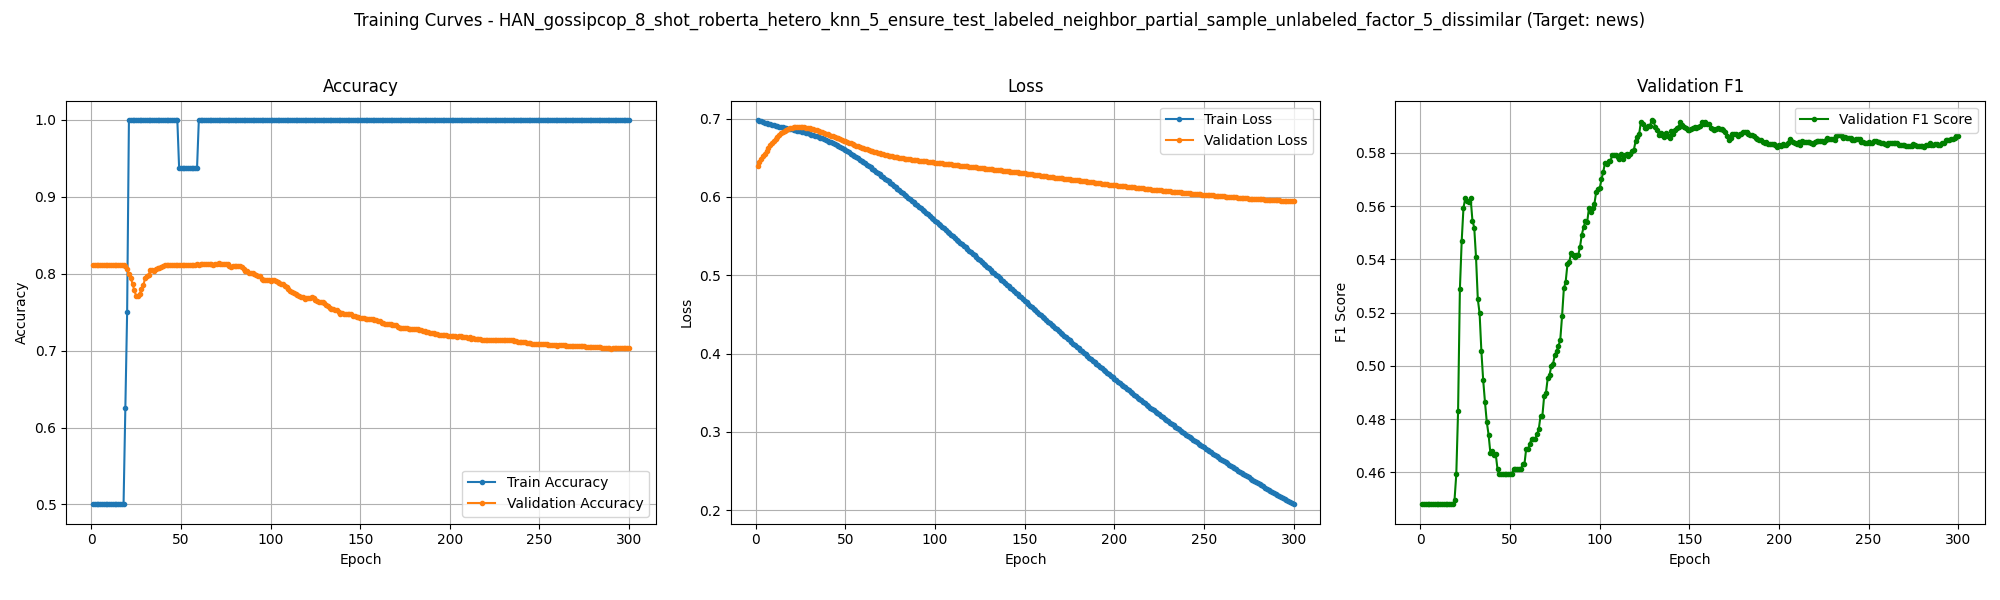 Training Curves - HAN_gossipcop_8_shot_roberta_hetero_knn_5_ensure_test_labeled_neighbor_partial_sample_unlabeled_factor_5_dissimilar (Target: news)
Accuracy
1.0
0.9
0.8
0.7
0.6
0.5
Accuracy
Train Accuracy
Validation Accuracy
0 50 100 150 200 250 300
Epoch
Loss
0.7
0.6
0.5
0.4
0.3
0.2
Loss
Train Loss
Validation Loss
0 50 100 150 200 250 300
Epoch
Validation F1
0.58
0.56
0.54
0.52
0.50
0.48
0.46
F1 Score
Validation F1 Score
0 50 100 150 200 250 300
Epoch